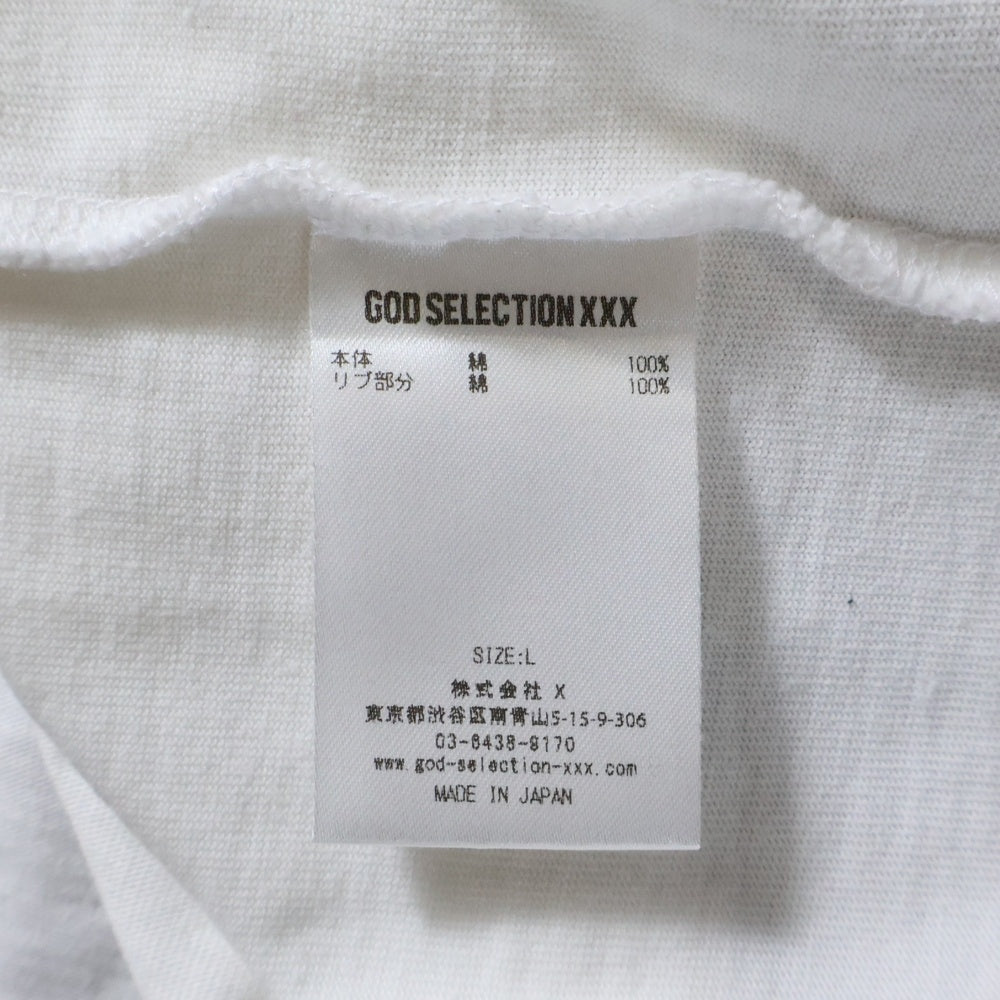 GOD SELECTION XXX
本体 綿 100%
リブ部分 綿 100%
SIZE:L
株式会社 X
東京都渋谷区南青山5-15-9-306
03-6438-9170
www.god-selection-xxx.com
MADE IN JAPAN